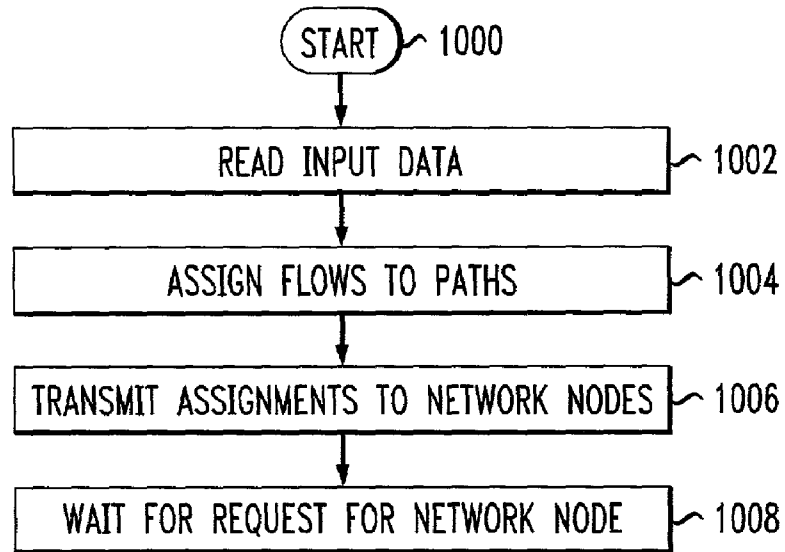 START 1000
READ INPUT DATA 1002
ASSIGN FLOWS TO PATHS 1004
TRANSMIT ASSIGNMENTS TO NETWORK NODES 1006
WAIT FOR REQUEST FOR NETWORK NODE 1008